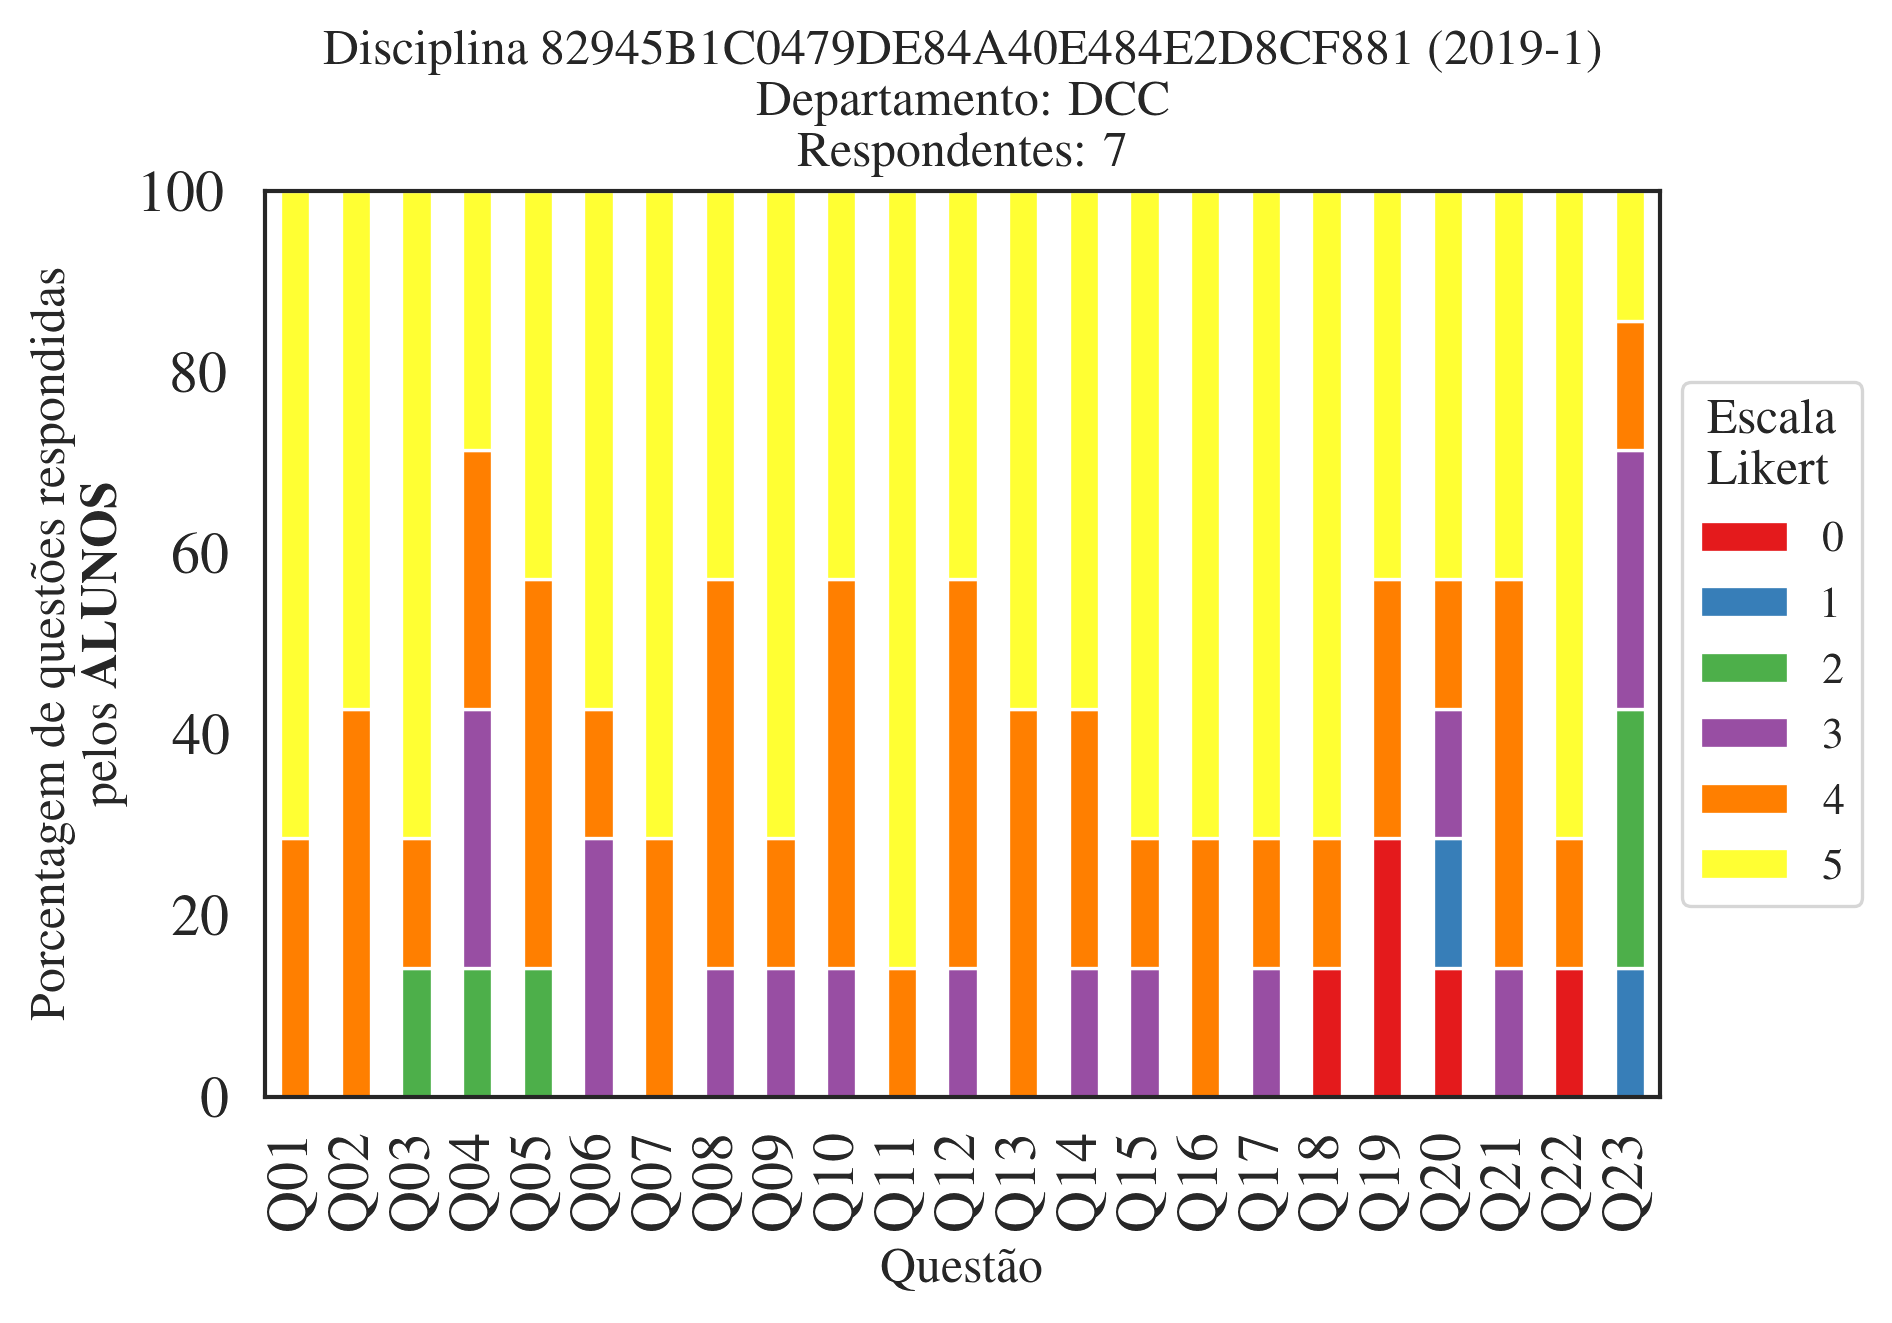 Disciplina 82945B1C0479DE84A40E484E2D8CF881 (2019-1)
Departamento: DCC
Respondentes: 7
Porcentagem de questões respondidas
pelos ALUNOS
100
80
60
40
20
0
Q01
Q02
Q03
Q04
Q05
Q06
Q07
Q08
Q09
Q10
Q11
Q12
Q13
Q14
Q15
Q16
Q17
Q18
Q19
Q20
Q21
Q22
Q23
Questão
Escala
Likert
0
1
2
3
4
5